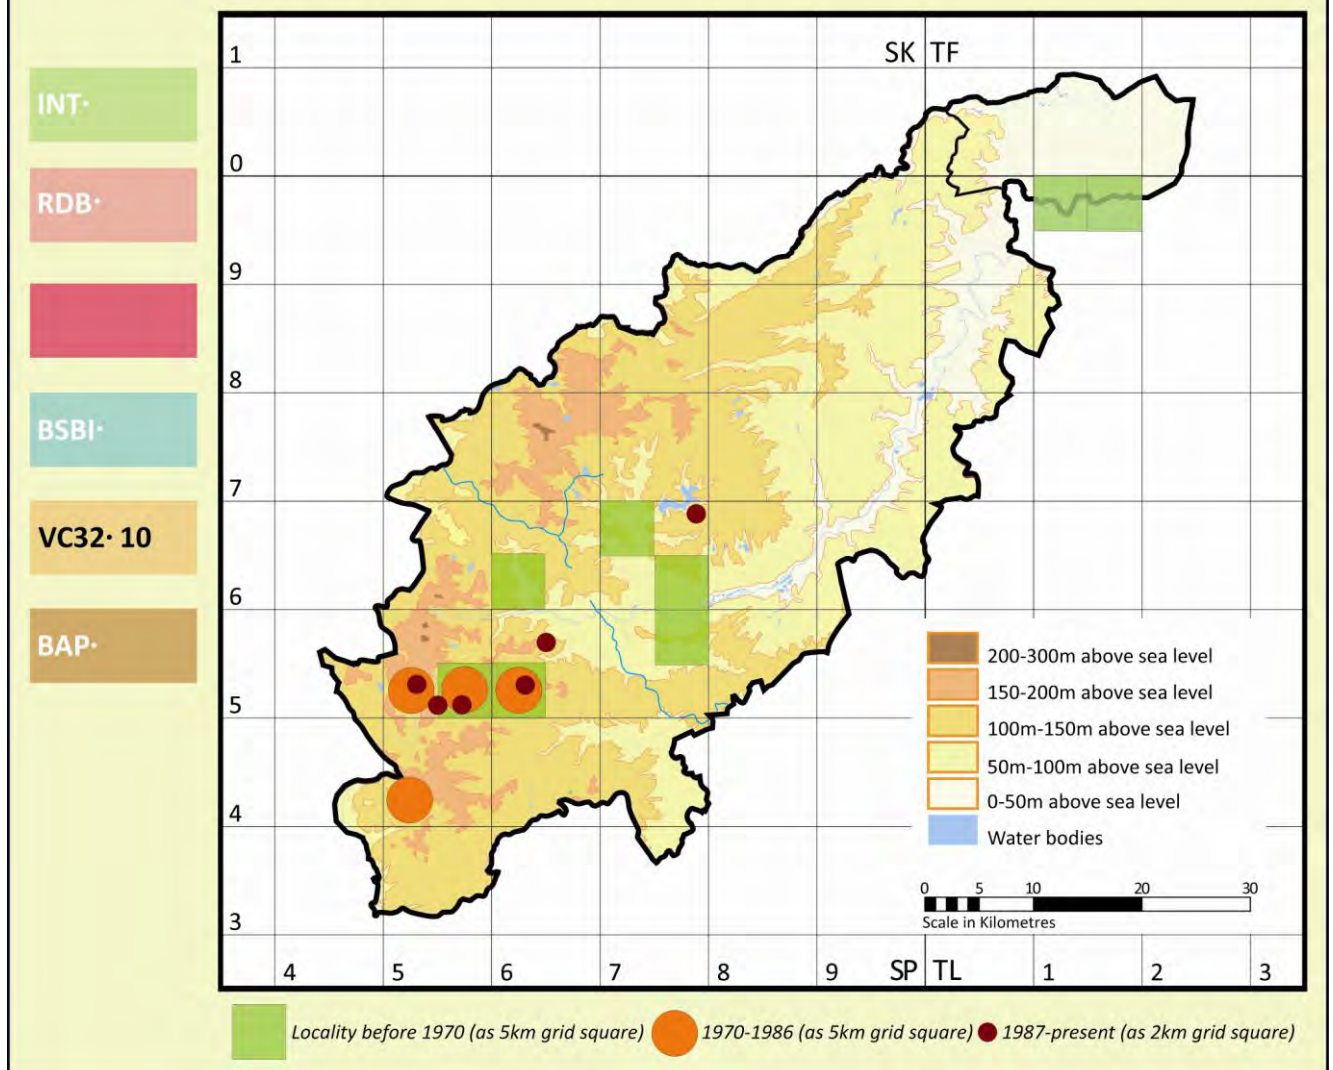 INT·
RDB·
BSBI·
VC32· 10
BAP·
SK TF
1
0
9
8
7
6
5
4
3
200-300m above sea level
150-200m above sea level
100m-150m above sea level
50m-100m above sea level
0-50m above sea level
Water bodies
0 5 10 20 30
Scale in Kilometres
4 5 6 7 8 9 SP TL 1 2 3
Locality before 1970 (as 5km grid square) 1970-1986 (as 5km grid square) 1987-present (as 2km grid square)